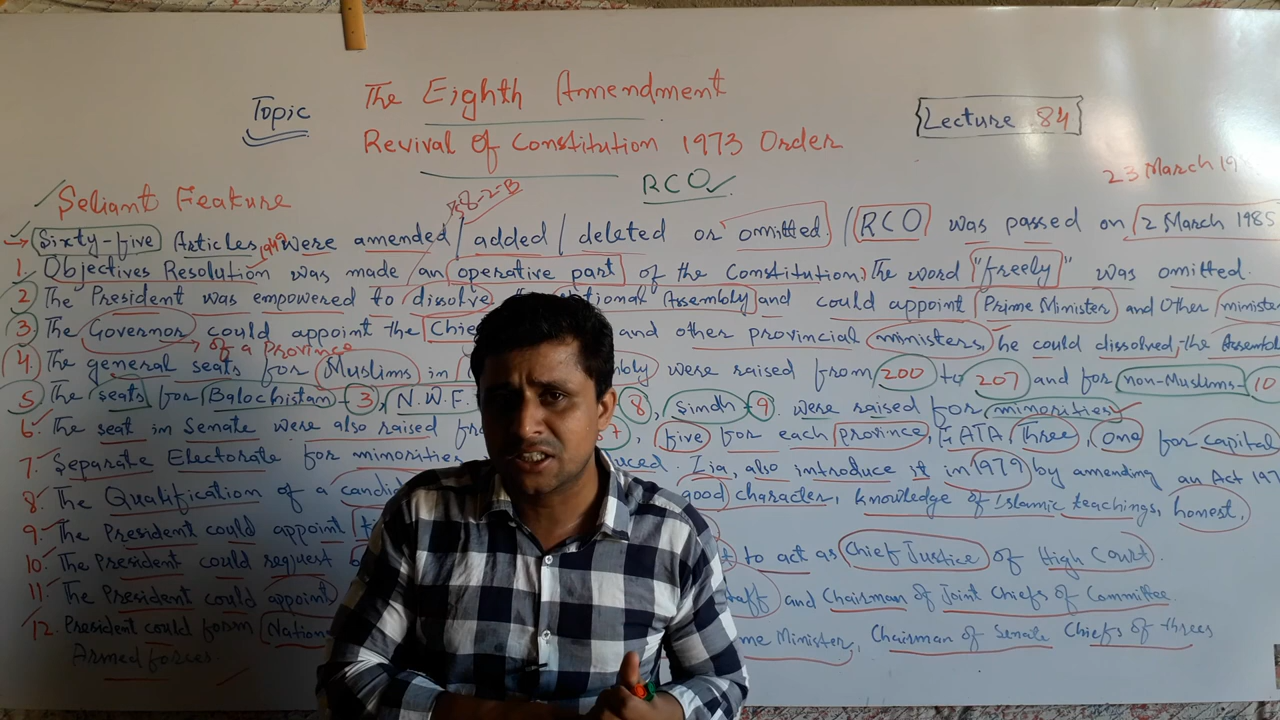 Topic
The Eighth Amendment
Lecture 84
Revival of Constitution 1973 Order
23 March 19
RCO
58-2-B
Seliant Feature
Sixty-five Articles were amended / added / deleted or omitted. / RCO was passed on 2 March 1985
1. Objectives Resolution was made an operative part of the Constitution, The word "freely" was omitted.
2 The President was empowered to dissolve National Assembly and could appoint Prime Minister and Other ministe
3 The Governor could appoint the Chie and other provincial ministers, he could dissolved, the Assembl
of a province
4 The general seats for Muslims in were raised from 200 to 207 and for non-Muslims - 10
5 The seats for Balochistan - 3, N.W.F. 8, Sindh - 9. were raised for minorities
6. The seat in Senate were also raised five for each province, FATA three, one for capital
7. Separate Electorate for minorities Zia, also introduce it in 1979 by amending an Act 197
8. The Qualification of a candid good character, knowledge of Islamic teachings, honest,
9. The President could appoint
10. The President could request to act as Chief Justice of High Court.
11. The President could appoint and Chairman of Joint Chiefs of Committee
12. President could form Nation me Minister, Chairman of Senate Chiefs of threes
Armed forces.